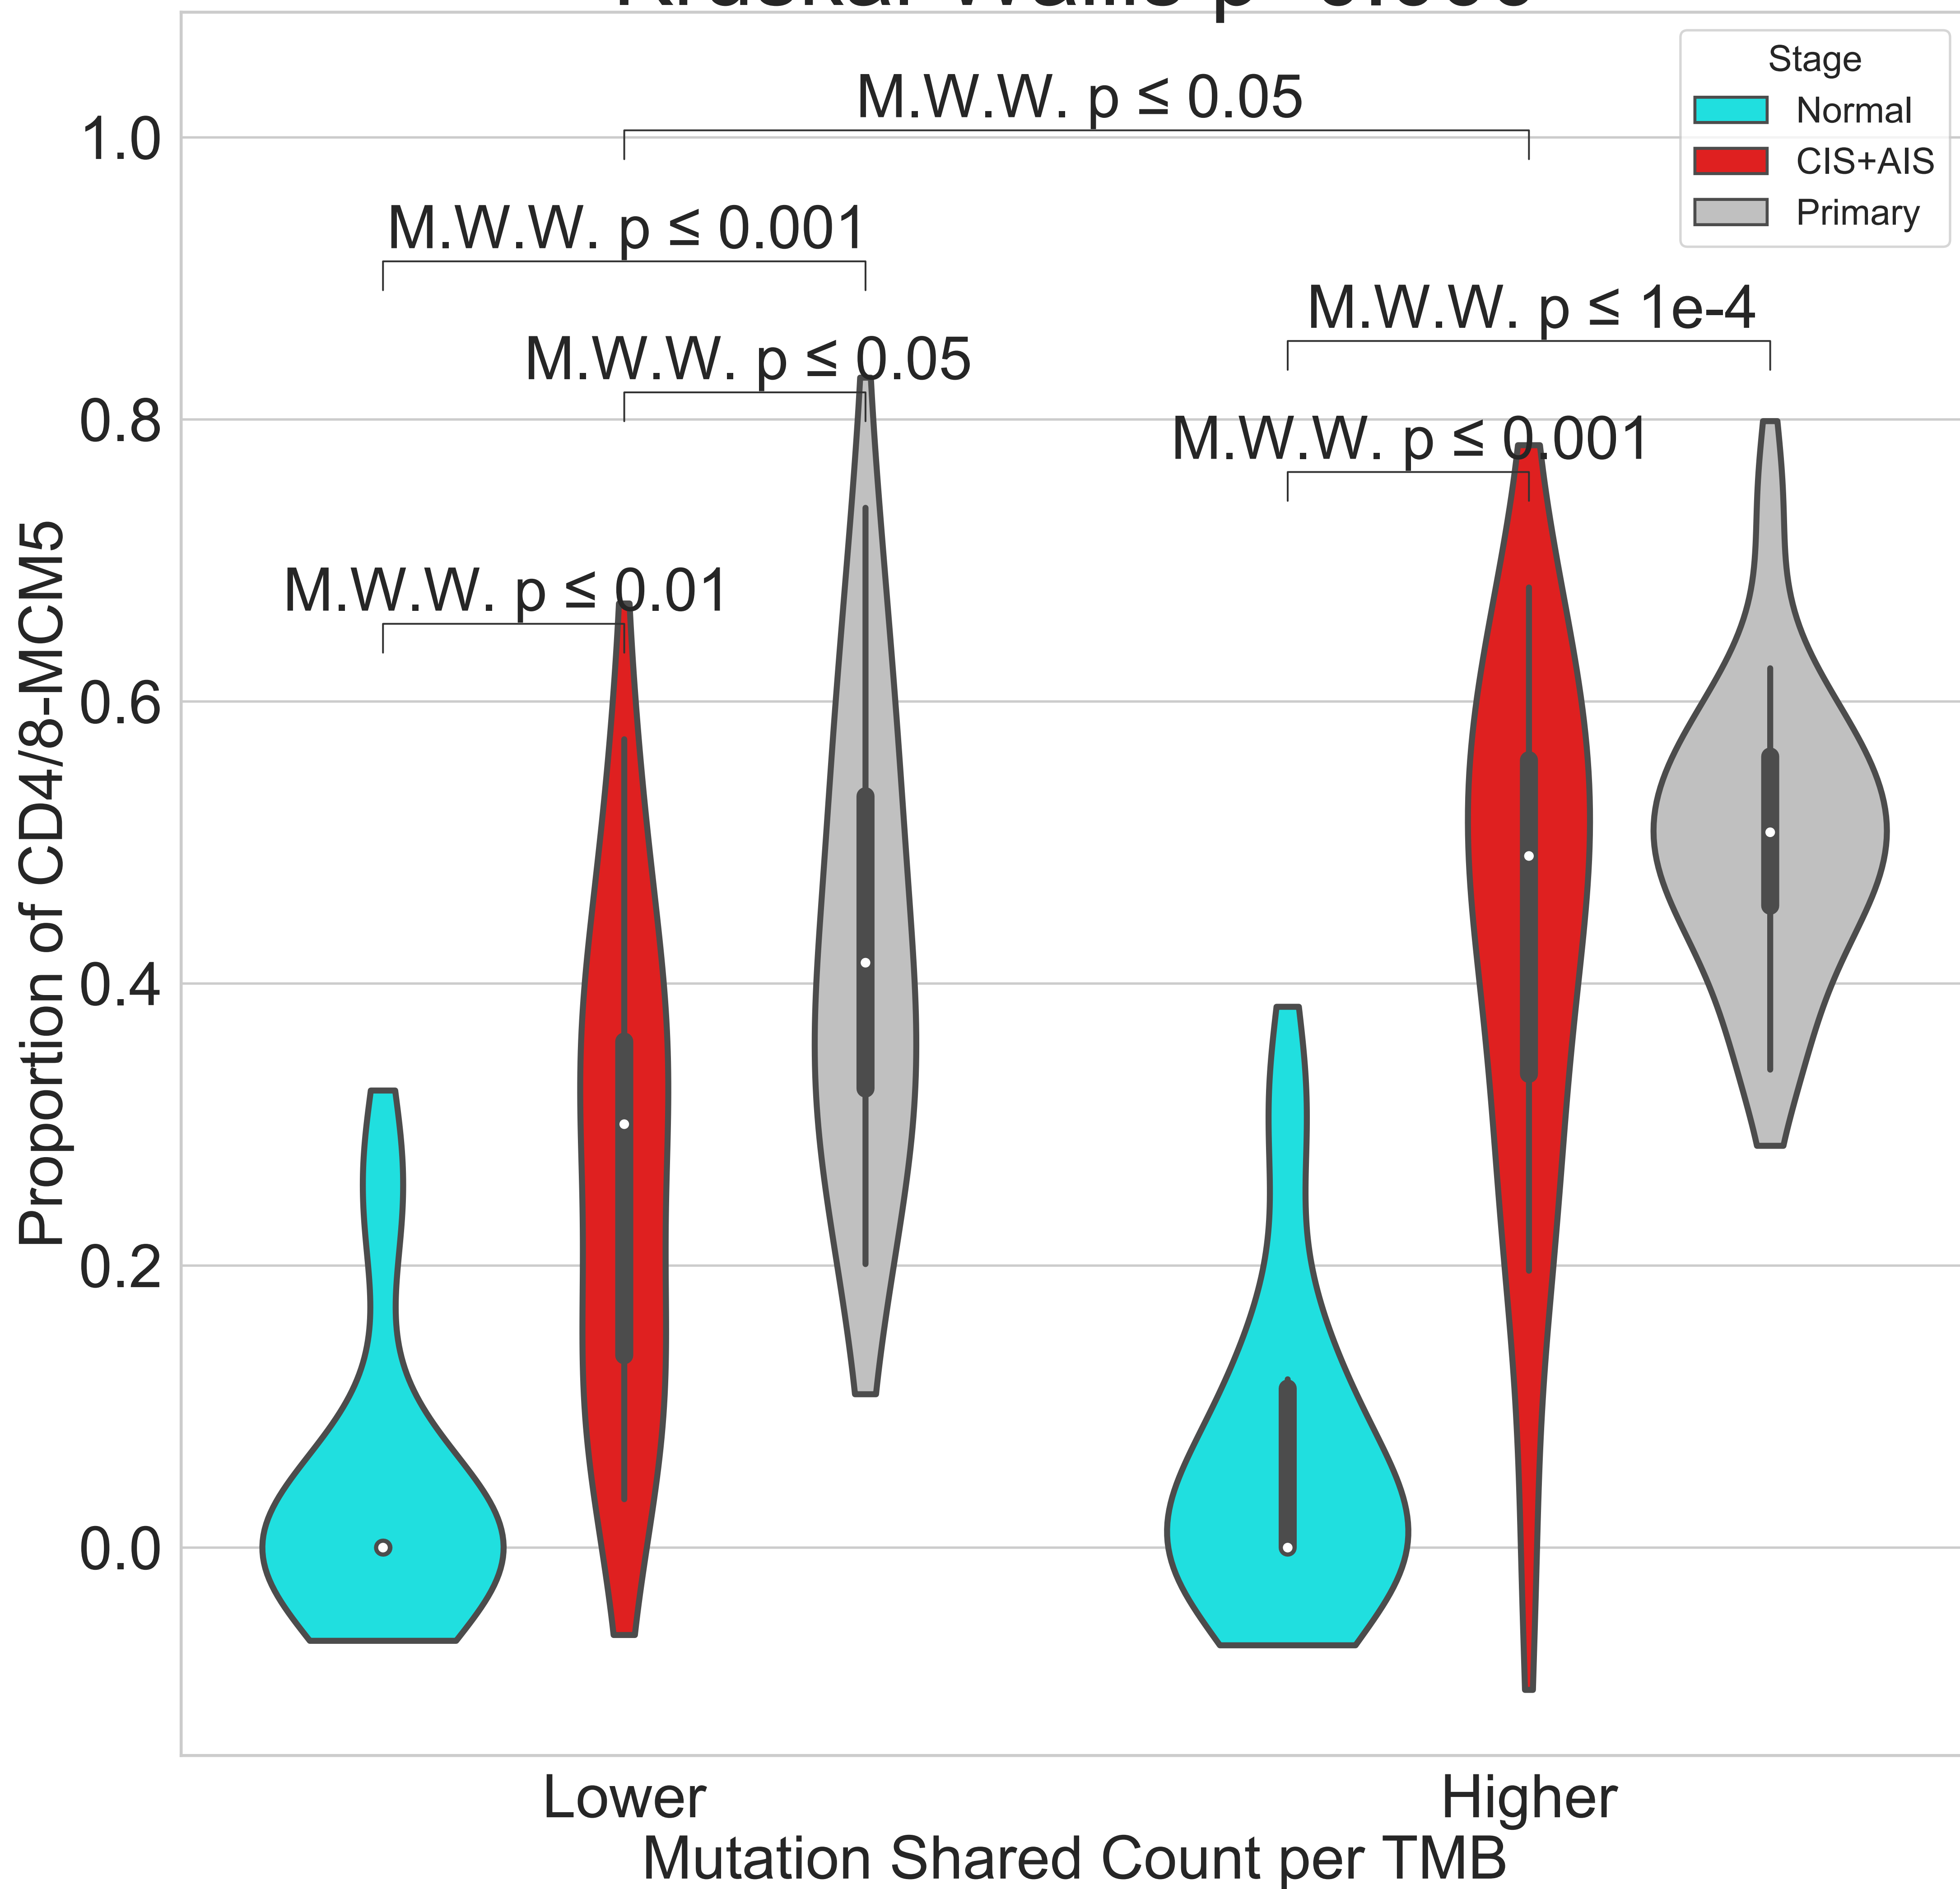 Stage
Normal
CIS+AIS
Primary
M.W.W. p ≤ 0.05
M.W.W. p ≤ 0.001
M.W.W. p ≤ 0.05
M.W.W. p ≤ 0.01
M.W.W. p ≤ 1e-4
M.W.W. p ≤ 0.001
1.0
0.8
0.6
0.4
0.2
0.0
Proportion of CD4/8-MCM5
Lower
Higher
Mutation Shared Count per TMB